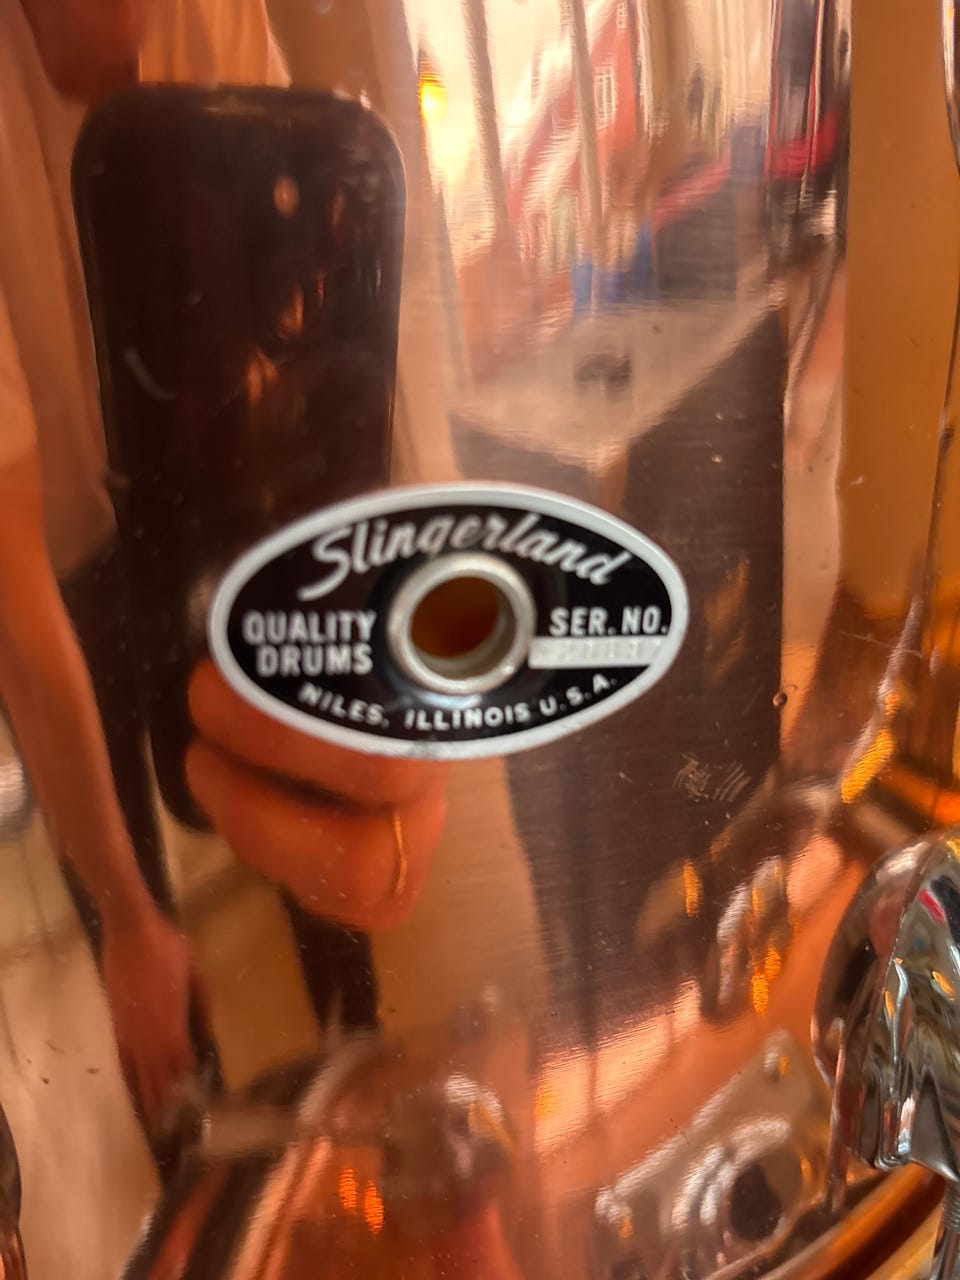 Slingerland
QUALITY
DRUMS
SER. NO.
NILES, ILLINOIS U.S.A.